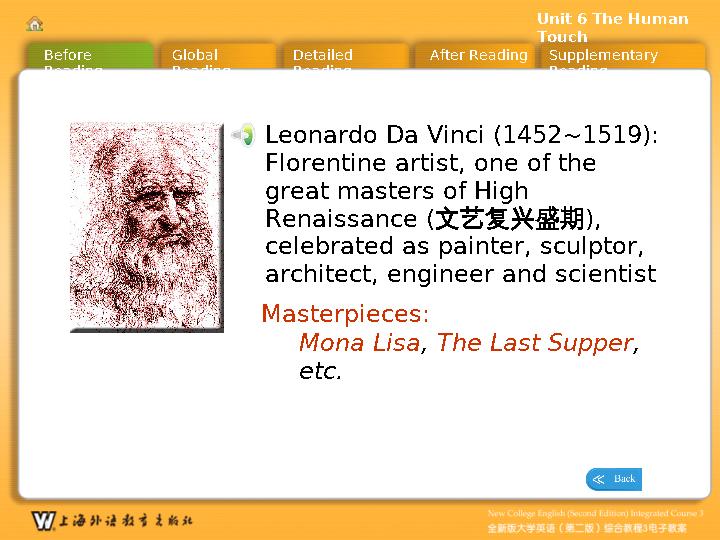 Unit 6 The Human
Touch
Before
Reading
Global
Reading
Detailed
Reading
After Reading
Supplementary
Reading
Leonardo Da Vinci (1452~1519):
Florentine artist, one of the
great masters of High
Renaissance (文艺复兴盛期),
celebrated as painter, sculptor,
architect, engineer and scientist
Masterpieces:
Mona Lisa, The Last Supper,
etc.
Back
W 上海外语教育出版社
New College English (Second Edition) Integrated Course 3
全新版大学英语（第二版）综合教程3电子教案